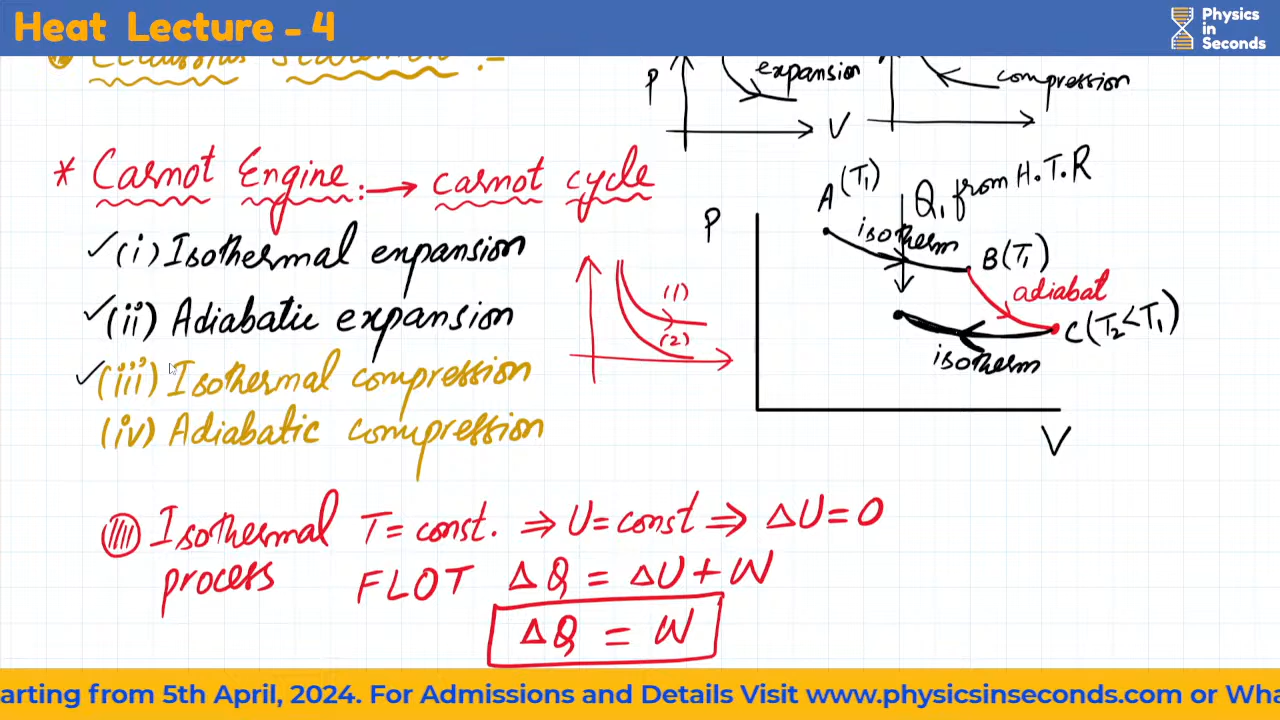 Heat Lecture - 4
Physics
in
Seconds
Clausius Statement :-
P
expansion
V
compression
* Carnot Engine :→ carnot cycle
✓(i) Isothermal expansion
✓(ii) Adiabatic expansion
✓(iii) Isothermal compression
(iv) Adiabatic compression
(1)
(2)
P
A(T₁)
Q₁ from H.T.R
isotherm
B(T₁)
adiabat
C(T₂<T₁)
isotherm
V
Isothermal T = const. ⇒ U = const ⇒ ΔU = 0
process FLOT ΔQ = ΔU + W
ΔQ = W
arting from 5th April, 2024. For Admissions and Details Visit www.physicsinseconds.com or Wha